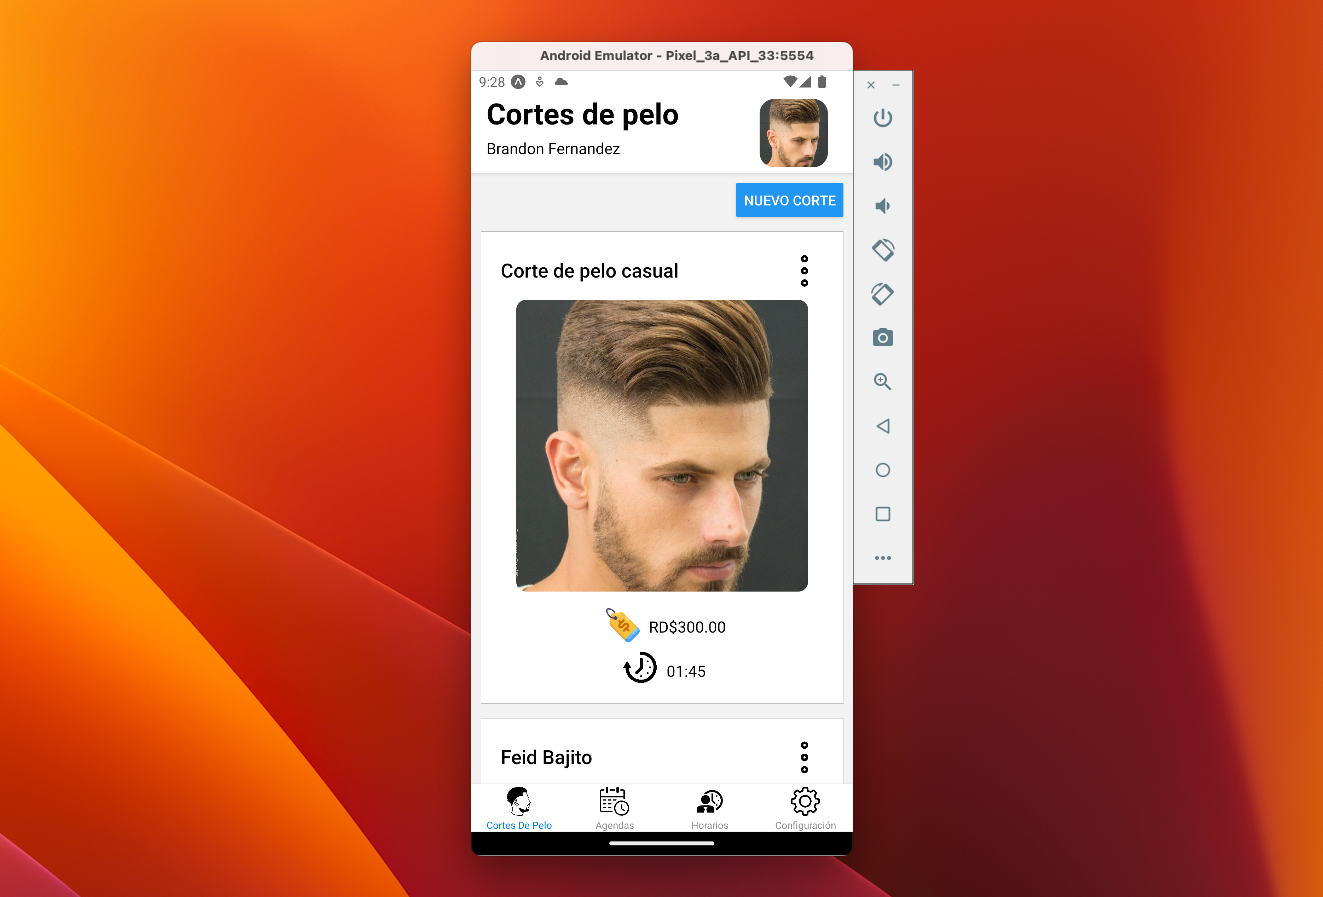 Android Emulator - Pixel_3a_API_33:5554
9:28
Cortes de pelo
Brandon Fernandez
NUEVO CORTE
Corte de pelo casual
RD$300.00
01:45
Feid Bajito
Cortes De Pelo
Agendas
Horarios
Configuración